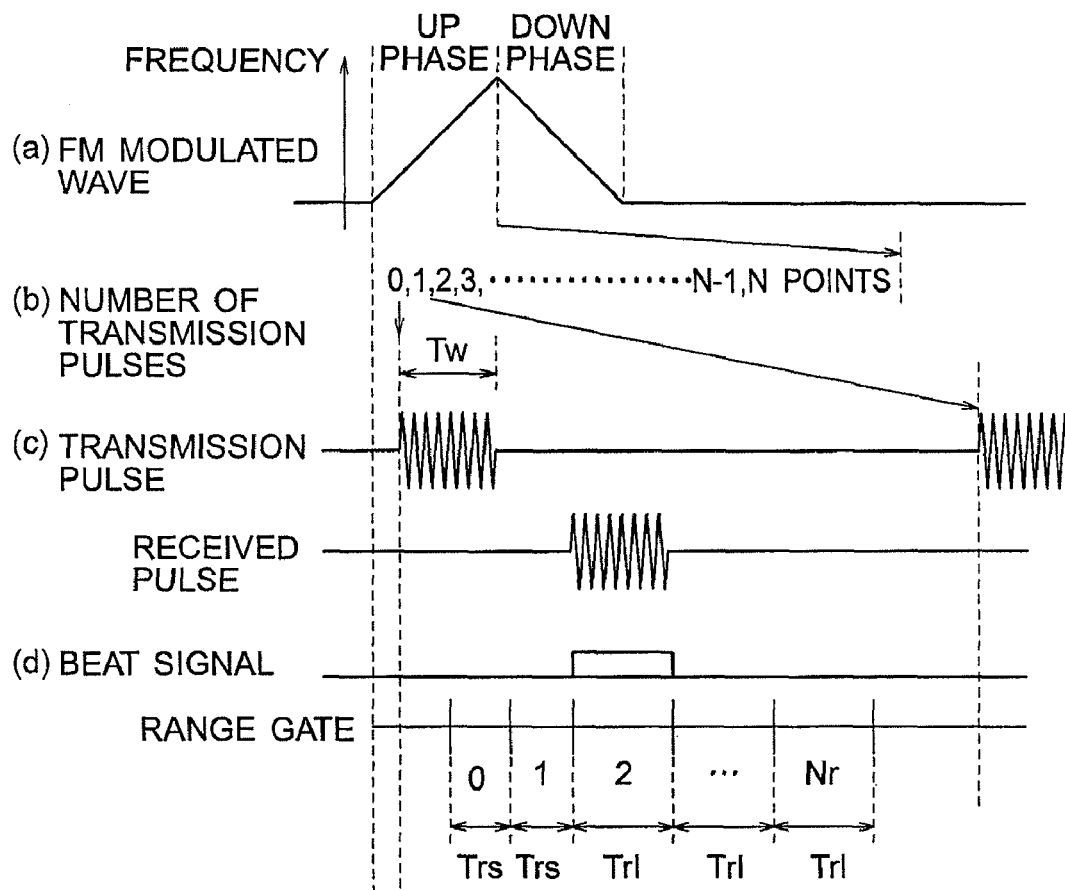 UP
PHASE
DOWN
PHASE
FREQUENCY
(a) FM MODULATED
WAVE
0,1,2,3,..................N-1,N POINTS
(b) NUMBER OF
TRANSMISSION
PULSES
Tw
(c) TRANSMISSION
PULSE
RECEIVED
PULSE
(d) BEAT SIGNAL
RANGE GATE
0 1 2 ... Nr
Trs Trs Trl Trl Trl